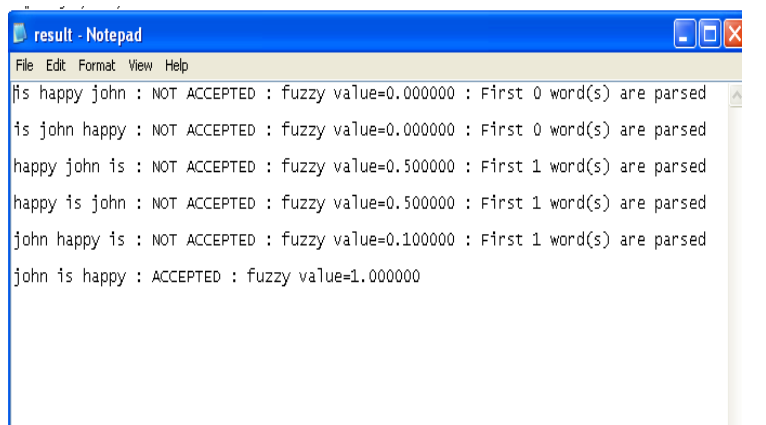 result - Notepad
File Edit Format View Help
is happy john : NOT ACCEPTED : fuzzy value=0.000000 : First 0 word(s) are parsed
is john happy : NOT ACCEPTED : fuzzy value=0.000000 : First 0 word(s) are parsed
happy john is : NOT ACCEPTED : fuzzy value=0.500000 : First 1 word(s) are parsed
happy is john : NOT ACCEPTED : fuzzy value=0.500000 : First 1 word(s) are parsed
john happy is : NOT ACCEPTED : fuzzy value=0.100000 : First 1 word(s) are parsed
john is happy : ACCEPTED : fuzzy value=1.000000